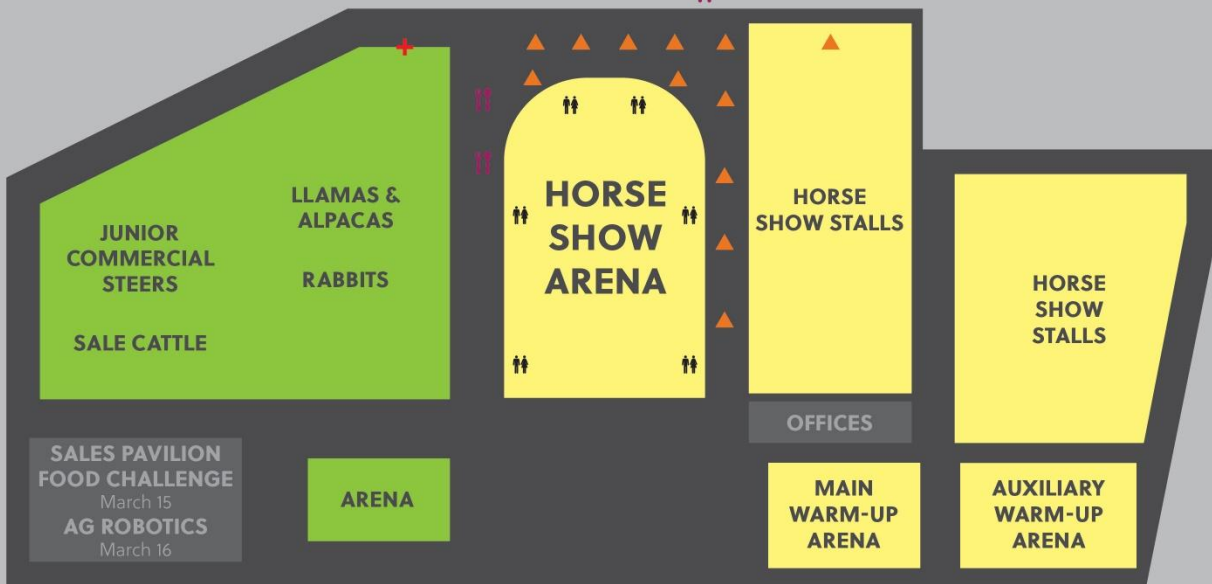 LLAMAS &
ALPACAS
RABBITS
JUNIOR
COMMERCIAL
STEERS
SALE CATTLE
HORSE
SHOW
ARENA
HORSE
SHOW STALLS
HORSE
SHOW
STALLS
OFFICES
SALES PAVILION
FOOD CHALLENGE
March 15
AG ROBOTICS
March 16
ARENA
MAIN
WARM-UP
ARENA
AUXILIARY
WARM-UP
ARENA